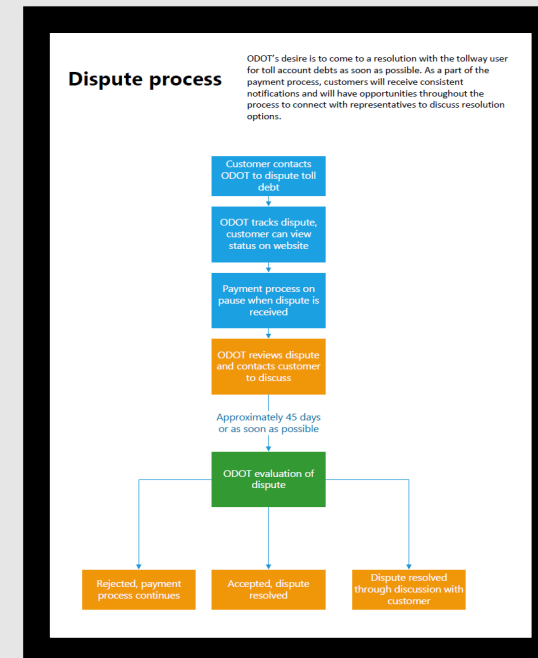 Dispute process
ODOT's desire is to come to a resolution with the tollway user
for toll account debts as soon as possible. As a part of the
payment process, customers will receive consistent
notifications and will have opportunities throughout the
process to connect with representatives to discuss resolution
options.
Customer contacts
ODOT to dispute toll
debt
ODOT tracks dispute,
customer can view
status on website
Payment process on
pause when dispute is
received
ODOT reviews dispute
and contacts customer
to discuss
Approximately 45 days
or as soon as possible
ODOT evaluation of
dispute
Rejected, payment
process continues
Accepted, dispute
resolved
Dispute resolved
through discussion with
customer